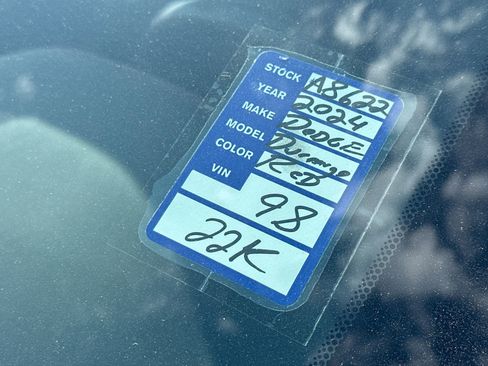 STOCK A8622
YEAR 2024
MAKE DODGE
MODEL Durango
COLOR RED
VIN
98
22K